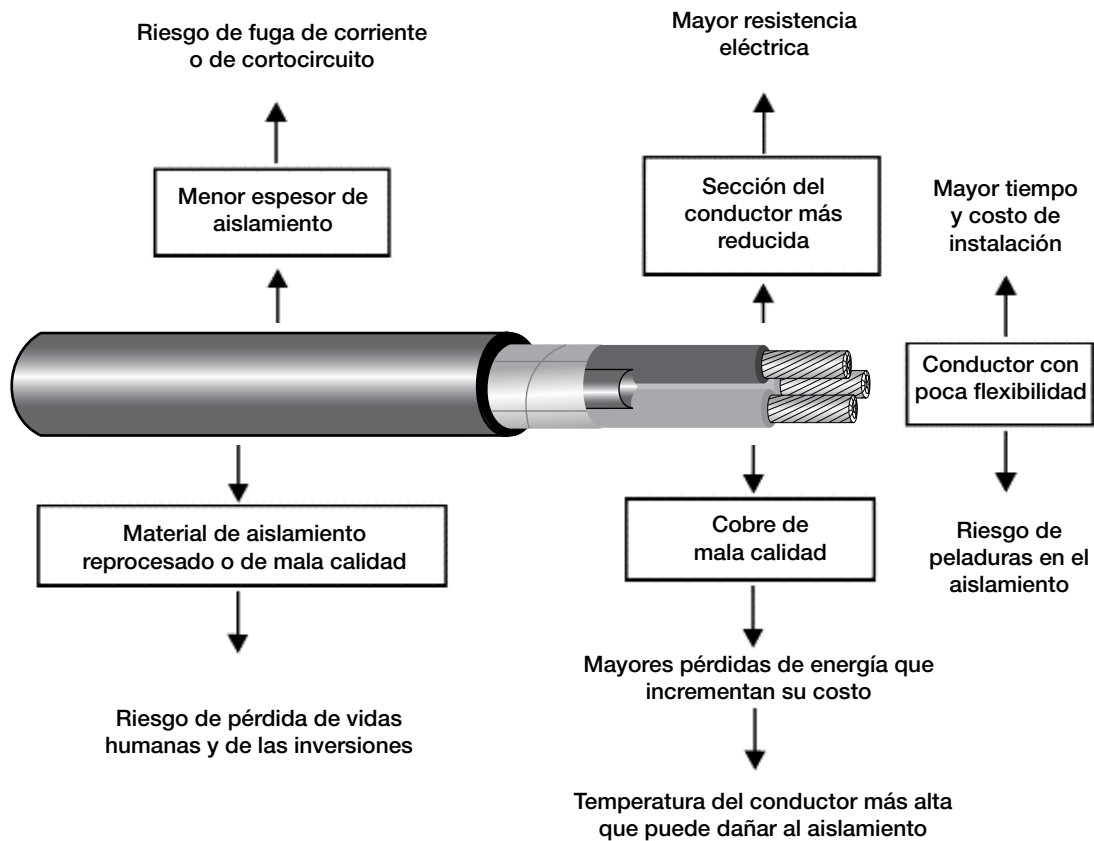 Riesgo de fuga de corriente
o de cortocircuito
Mayor resistencia
eléctrica
Menor espesor de
aislamiento
Sección del
conductor más
reducida
Mayor tiempo
y costo de
instalación
Conductor con
poca flexibilidad
Material de aislamiento
reprocesado o de mala calidad
Cobre de
mala calidad
Riesgo de
peladuras en el
aislamiento
Riesgo de pérdida de vidas
humanas y de las inversiones
Mayores pérdidas de energía que
incrementan su costo
Temperatura del conductor más alta
que puede dañar al aislamiento